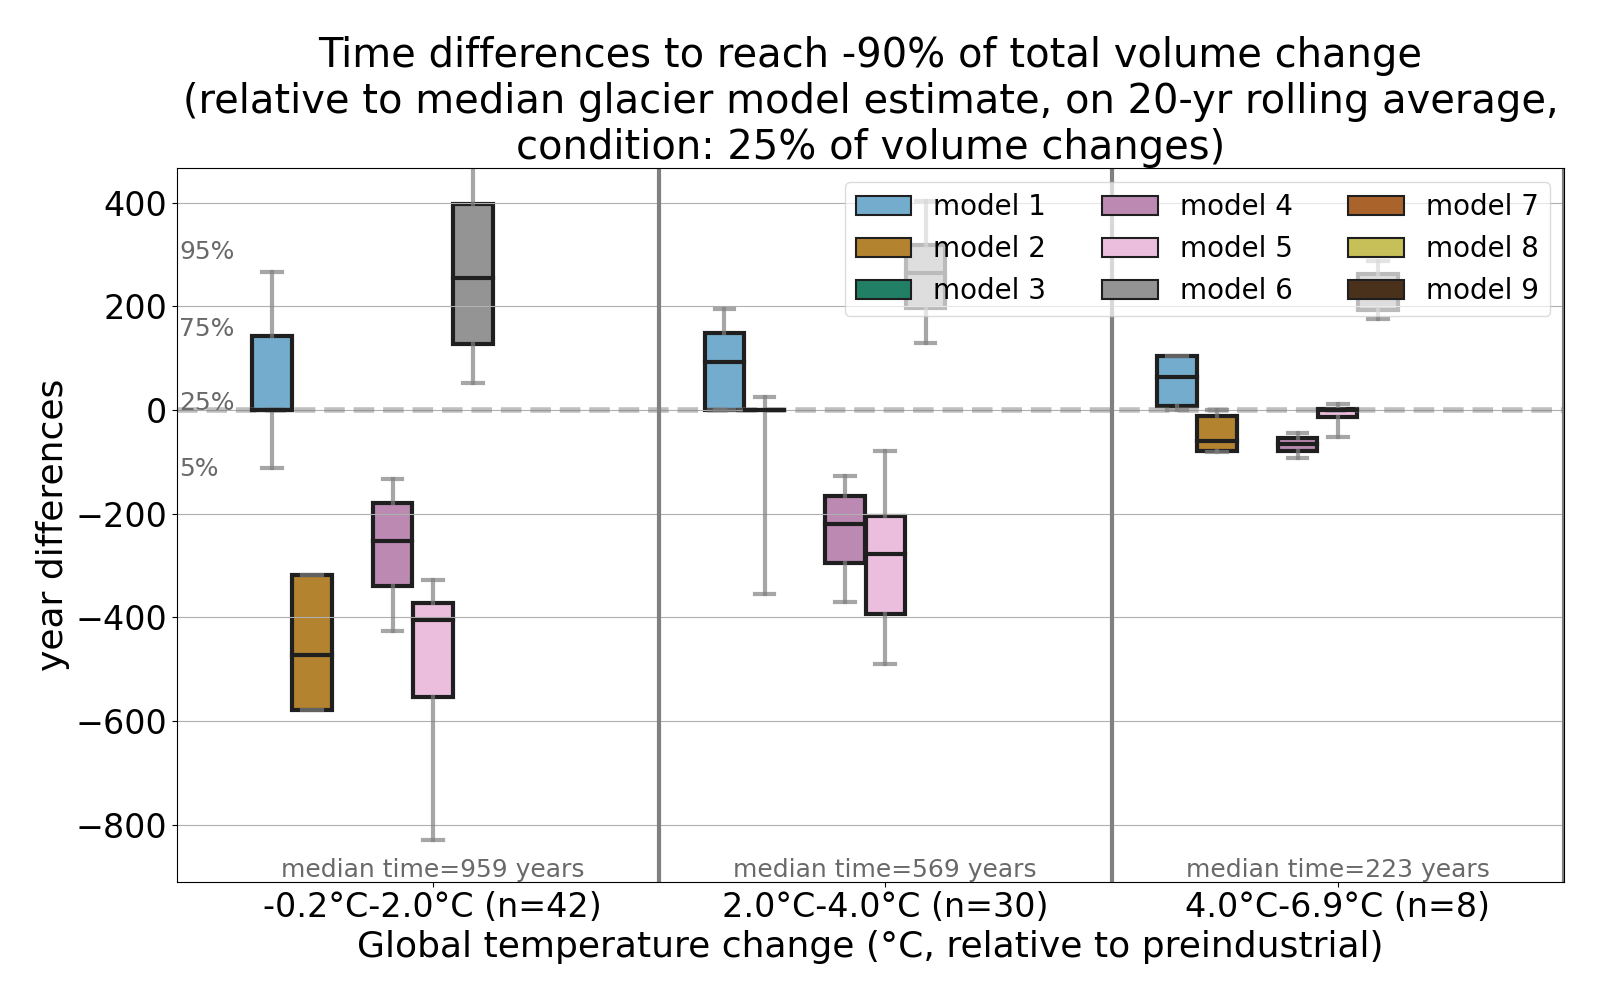 Time differences to reach -90% of total volume change
(relative to median glacier model estimate, on 20-yr rolling average,
condition: 25% of volume changes)
year differences
400
200
0
−200
−400
−600
−800
95%
75%
25%
5%
model 1
model 2
model 3
model 4
model 5
model 6
model 7
model 8
model 9
median time=959 years
median time=569 years
median time=223 years
-0.2°C-2.0°C (n=42)
2.0°C-4.0°C (n=30)
4.0°C-6.9°C (n=8)
Global temperature change (°C, relative to preindustrial)